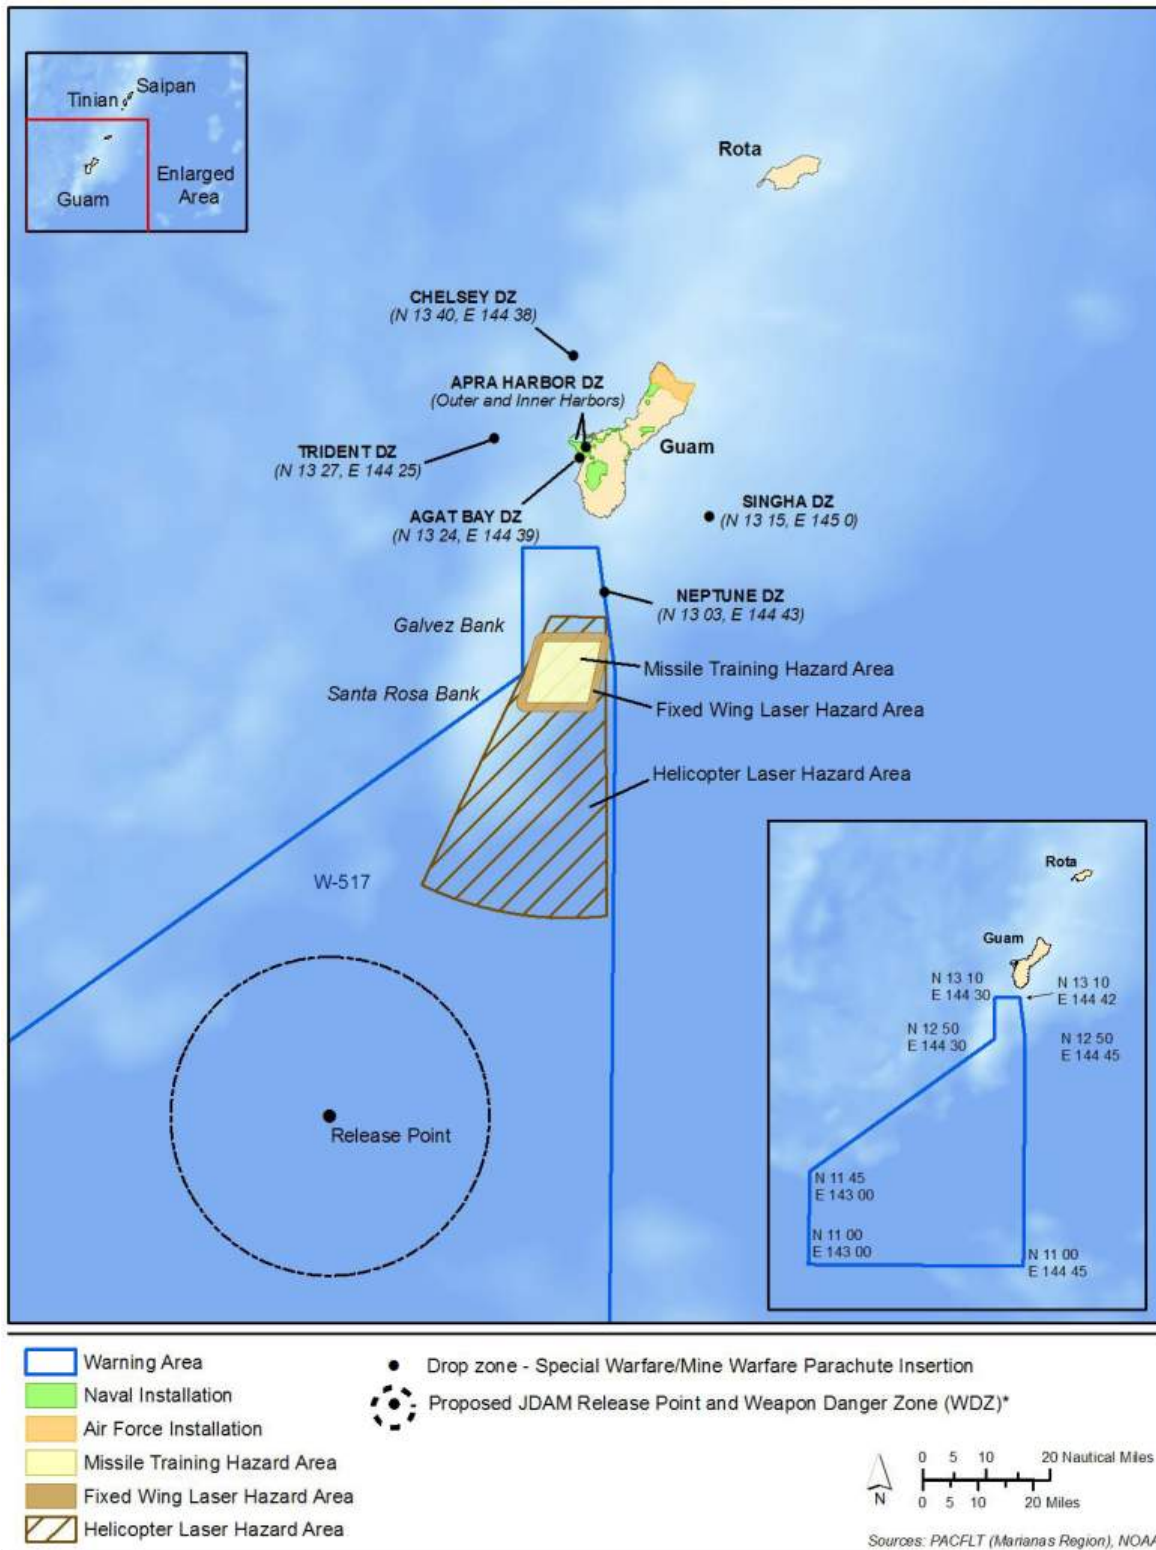 Saipan
Tinian
Guam
Enlarged
Area
Rota
CHELSEY DZ
(N 13 40, E 144 38)
APRA HARBOR DZ
(Outer and Inner Harbors)
TRIDENT DZ
(N 13 27, E 144 25)
Guam
AGAT BAY DZ
(N 13 24, E 144 39)
SINGHA DZ
(N 13 15, E 145 0)
NEPTUNE DZ
(N 13 03, E 144 43)
Galvez Bank
Missile Training Hazard Area
Santa Rosa Bank
Fixed Wing Laser Hazard Area
Helicopter Laser Hazard Area
W-517
Release Point
Rota
Guam
N 13 10
E 144 30
N 13 10
E 144 42
N 12 50
E 144 30
N 12 50
E 144 45
N 11 45
E 143 00
N 11 00
E 143 00
N 11 00
E 144 45
Warning Area
Naval Installation
Air Force Installation
Missile Training Hazard Area
Fixed Wing Laser Hazard Area
Helicopter Laser Hazard Area
Drop zone - Special Warfare/Mine Warfare Parachute Insertion
Proposed JDAM Release Point and Weapon Danger Zone (WDZ)*
N
0 5 10 20 Nautical Miles
0 5 10 20 Miles
Sources: PACFLT (Marianas Region), NOAA